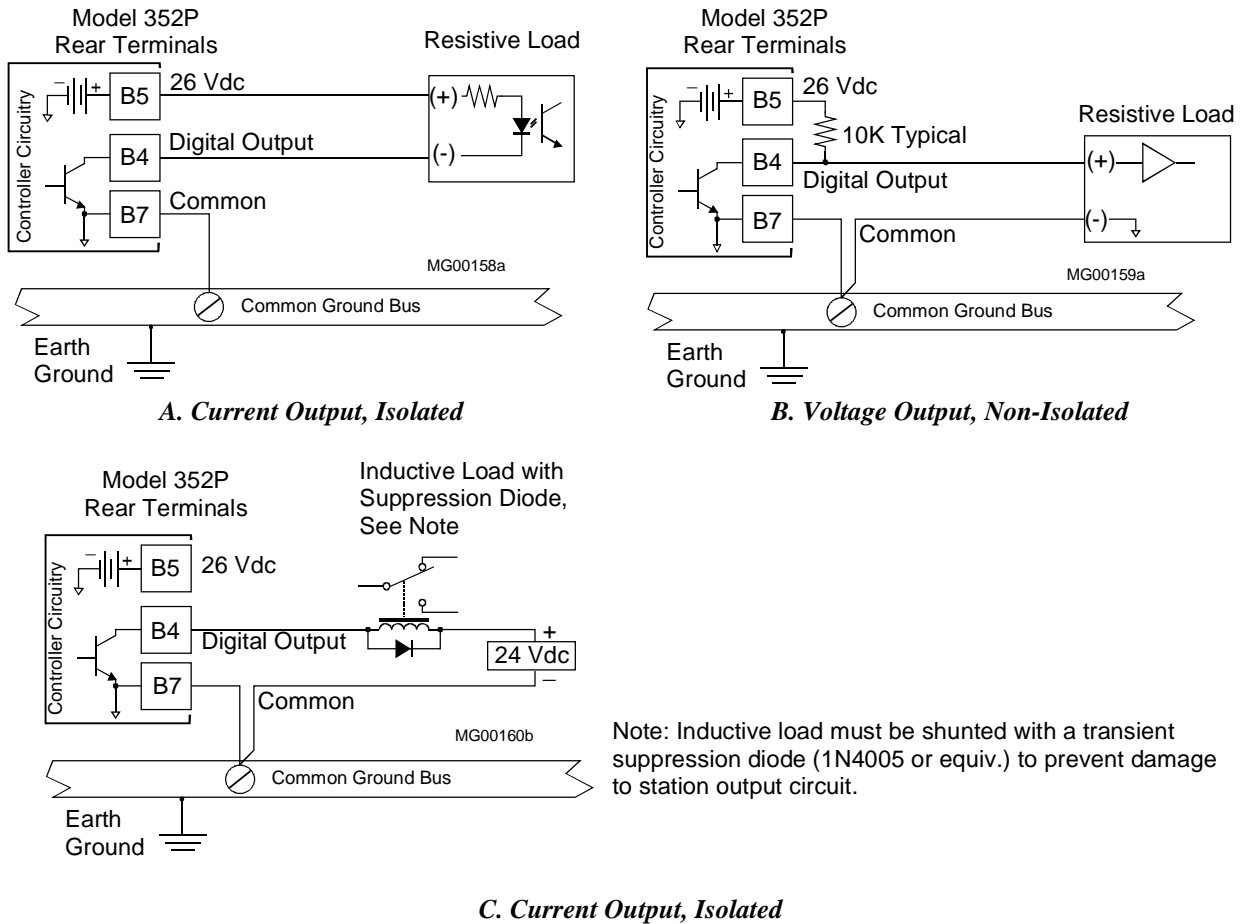 Model 352P
Rear Terminals
Resistive Load
Controller Circuitry
– +
B5
26 Vdc
(+)
B4
Digital Output
(-)
B7
Common
MG00158a
Common Ground Bus
Earth
Ground
A. Current Output, Isolated
Model 352P
Rear Terminals
Resistive Load
Controller Circuitry
– +
B5
26 Vdc
10K Typical
B4
Digital Output
(+)
B7
Common
(-)
MG00159a
Common Ground Bus
Earth
Ground
B. Voltage Output, Non-Isolated
Model 352P
Rear Terminals
Inductive Load with
Suppression Diode,
See Note
Controller Circuitry
– +
B5
26 Vdc
B4
Digital Output
+
24 Vdc
–
B7
Common
MG00160b
Common Ground Bus
Earth
Ground
Note: Inductive load must be shunted with a transient
suppression diode (1N4005 or equiv.) to prevent damage
to station output circuit.
C. Current Output, Isolated